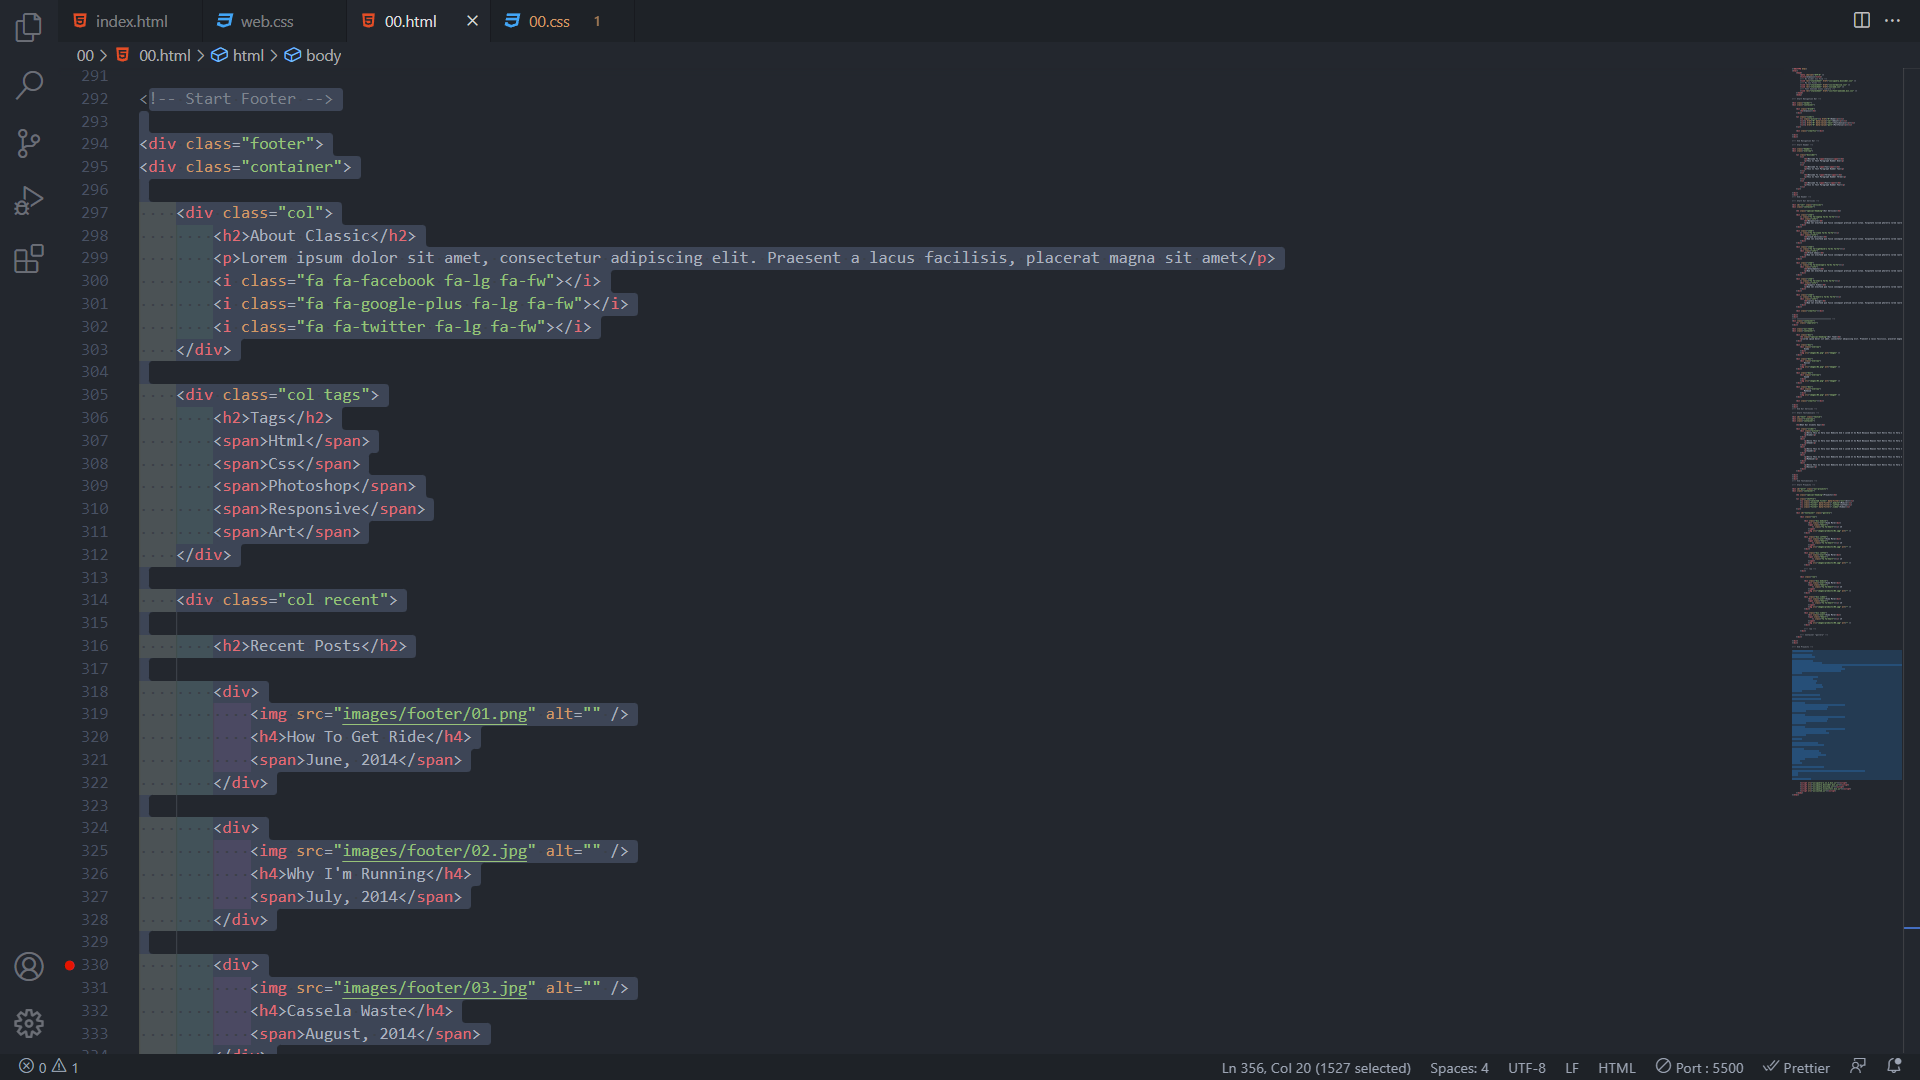 index.html web.css 00.html 00.css 1
00 00.html html body
291
292 <!-- Start Footer -->
293
294 <div class="footer">
295 <div class="container">
296
297 <div class="col">
298 <h2>About Classic</h2>
299 <p>Lorem ipsum dolor sit amet, consectetur adipiscing elit. Praesent a lacus facilisis, placerat magna sit amet</p>
300 <i class="fa fa-facebook fa-lg fa-fw"></i>
301 <i class="fa fa-google-plus fa-lg fa-fw"></i>
302 <i class="fa fa-twitter fa-lg fa-fw"></i>
303 </div>
304
305 <div class="col tags">
306 <h2>Tags</h2>
307 <span>Html</span>
308 <span>Css</span>
309 <span>Photoshop</span>
310 <span>Responsive</span>
311 <span>Art</span>
312 </div>
313
314 <div class="col recent">
315
316 <h2>Recent Posts</h2>
317
318 <div>
319 <img src="images/footer/01.png" alt="" />
320 <h4>How To Get Ride</h4>
321 <span>June, 2014</span>
322 </div>
323
324 <div>
325 <img src="images/footer/02.jpg" alt="" />
326 <h4>Why I'm Running</h4>
327 <span>July, 2014</span>
328 </div>
329
330 <div>
331 <img src="images/footer/03.jpg" alt="" />
332 <h4>Cassela Waste</h4>
333 <span>August, 2014</span>
334 </div>
0 1 Ln 356, Col 20 (1527 selected) Spaces: 4 UTF-8 LF HTML Port : 5500 Prettier